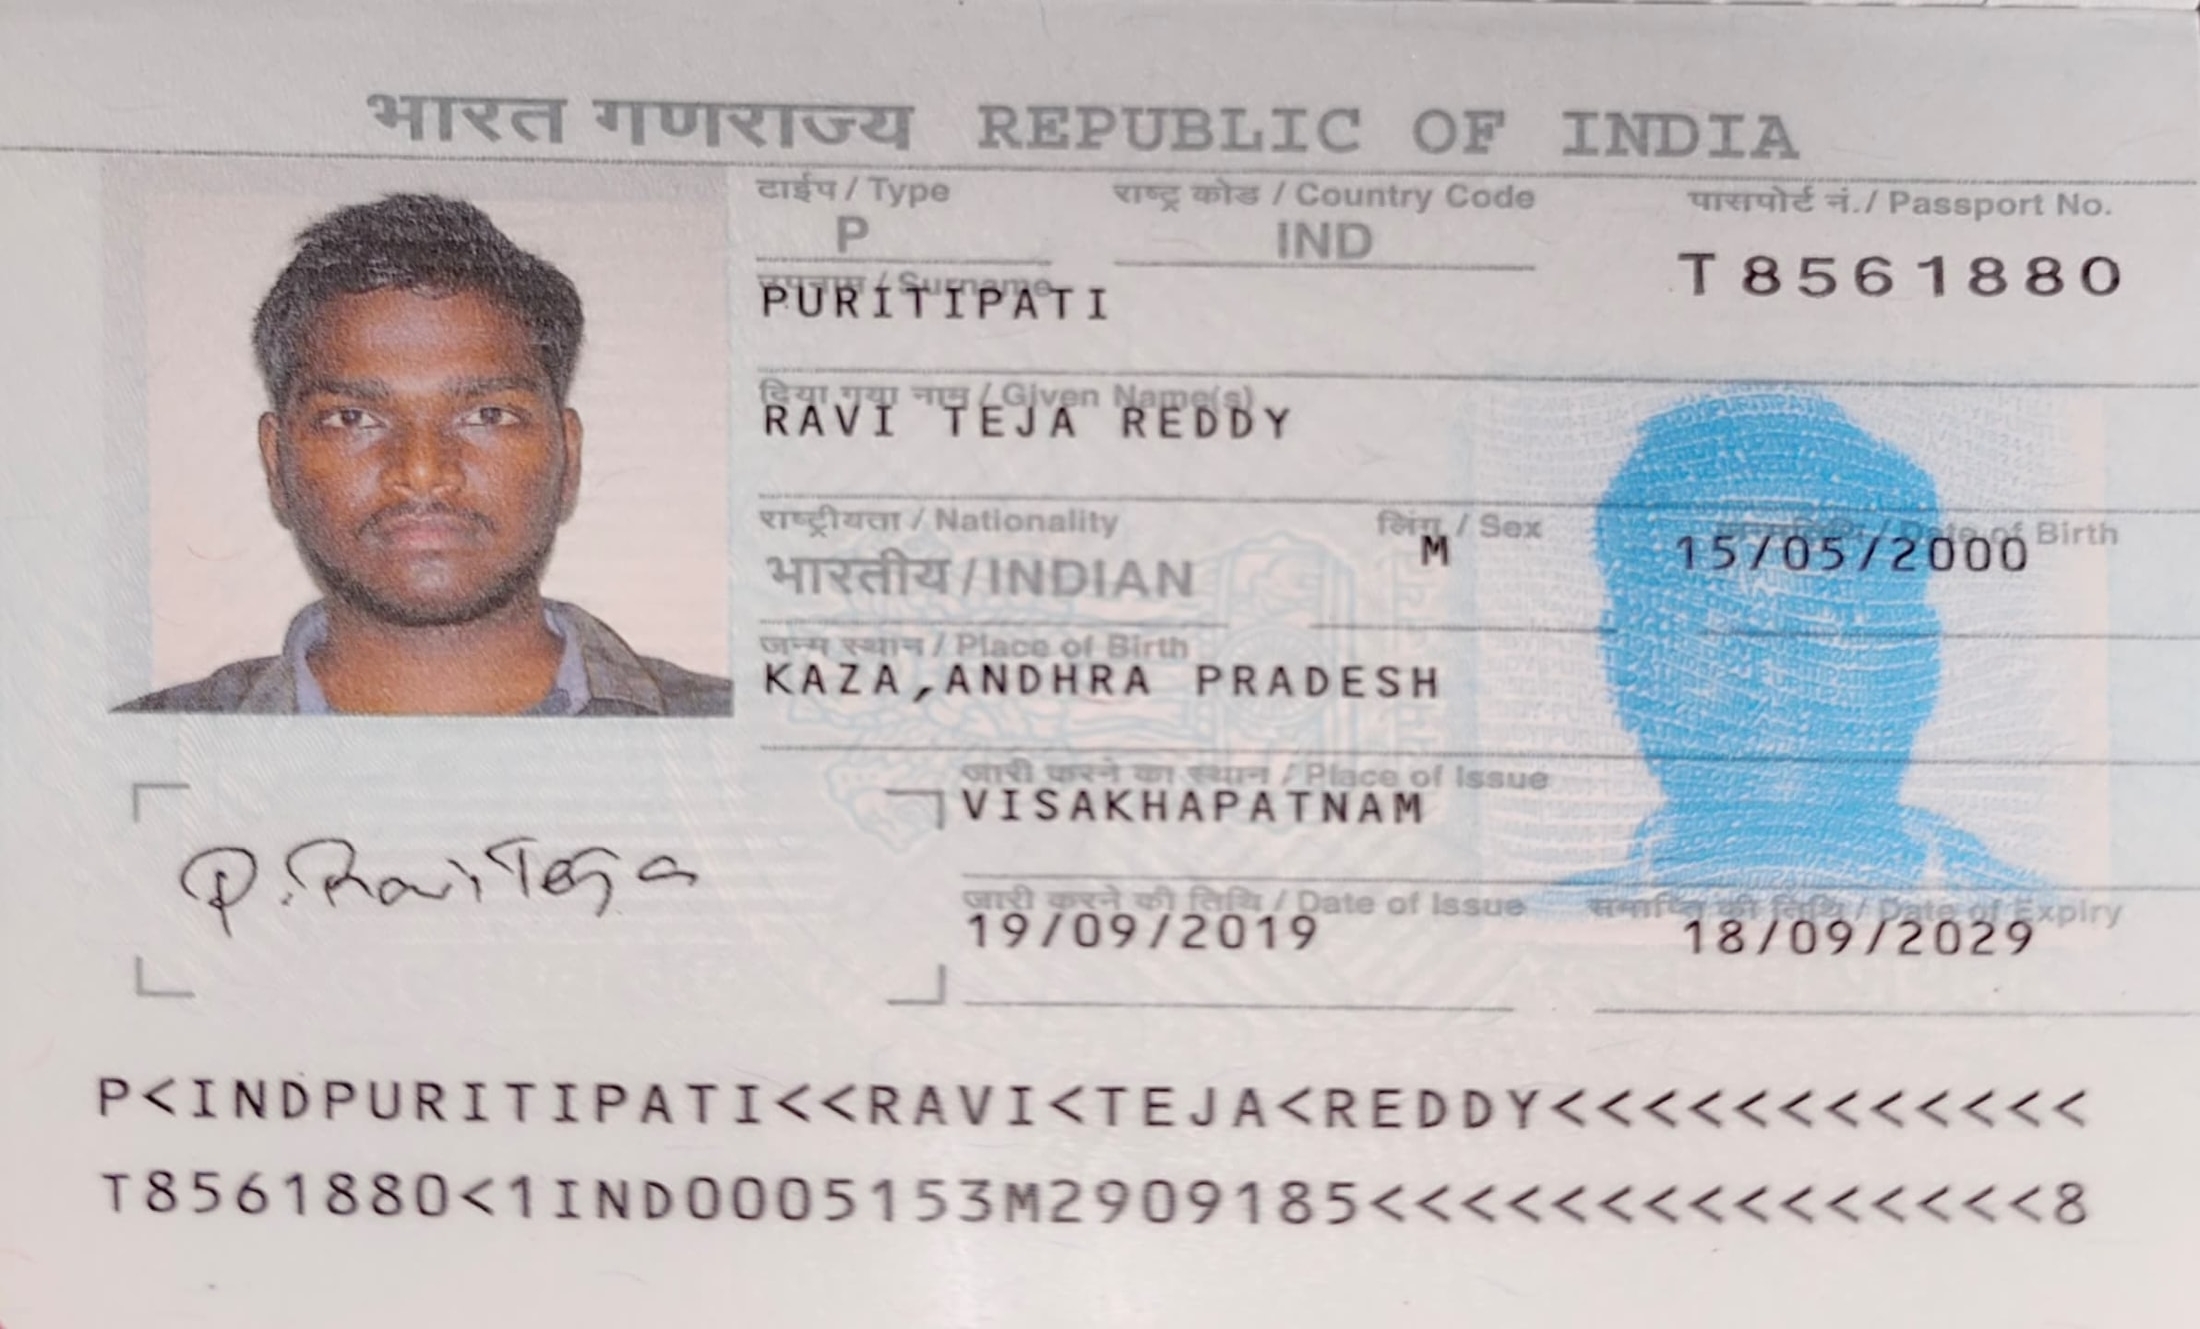 भारत गणराज्य REPUBLIC OF INDIA
टाईप / Type राष्ट्र कोड / Country Code पासपोर्ट नं./ Passport No.
P IND T8561880
उपनाम / Surname
PURITIPATI
दिया गया नाम / Given Name(s)
RAVI TEJA REDDY
राष्ट्रीयता / Nationality लिंग / Sex जन्मतिथि / Date of Birth
भारतीय / INDIAN M 15/05/2000
जन्म स्थान / Place of Birth
KAZA,ANDHRA PRADESH
जारी करने का स्थान / Place of Issue
VISAKHAPATNAM
P. Ravi Teja
जारी करने की तिथि / Date of Issue समाप्ति की तिथि / Date of Expiry
19/09/2019 18/09/2029
P<INDPURITIPATI<<RAVI<TEJA<REDDY<<<<<<<<<<<<
T8561880<1IND0005153M2909185<<<<<<<<<<<<<<<8